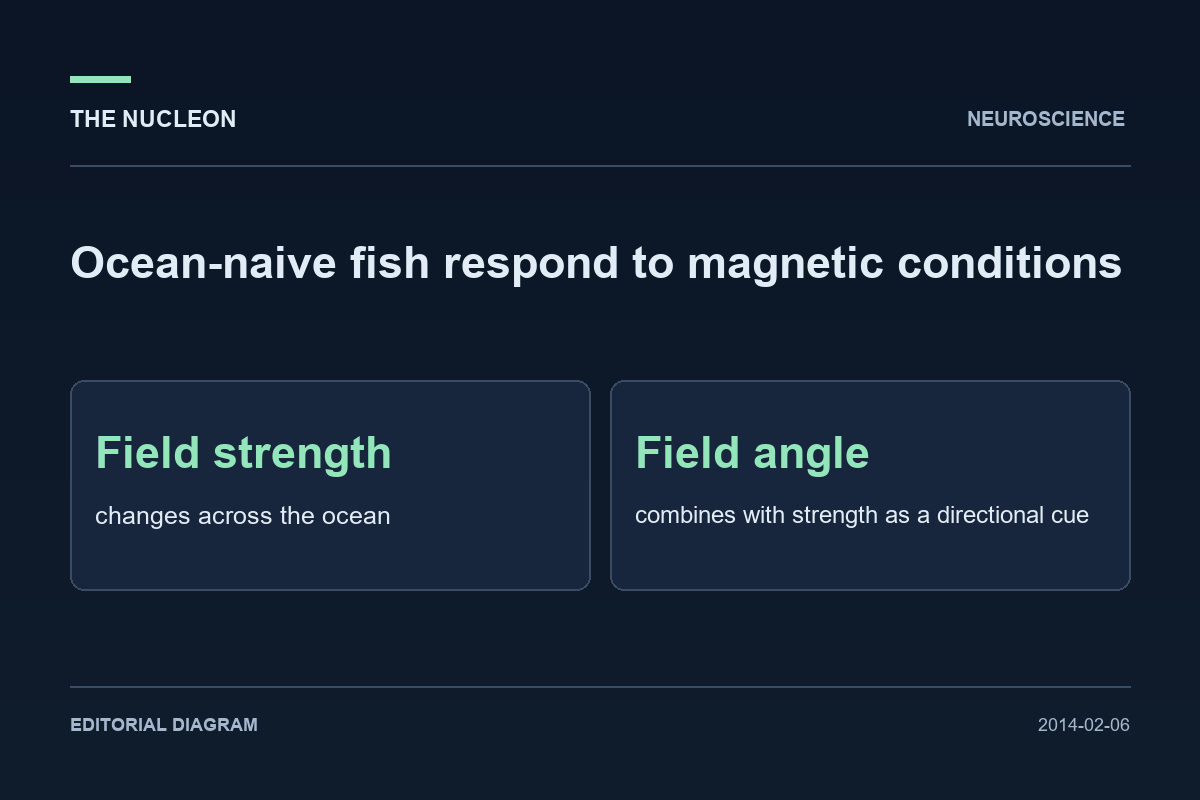 THE NUCLEON
NEUROSCIENCE
Ocean-naive fish respond to magnetic conditions
Field strength
changes across the ocean
Field angle
combines with strength as a directional cue
EDITORIAL DIAGRAM
2014-02-06